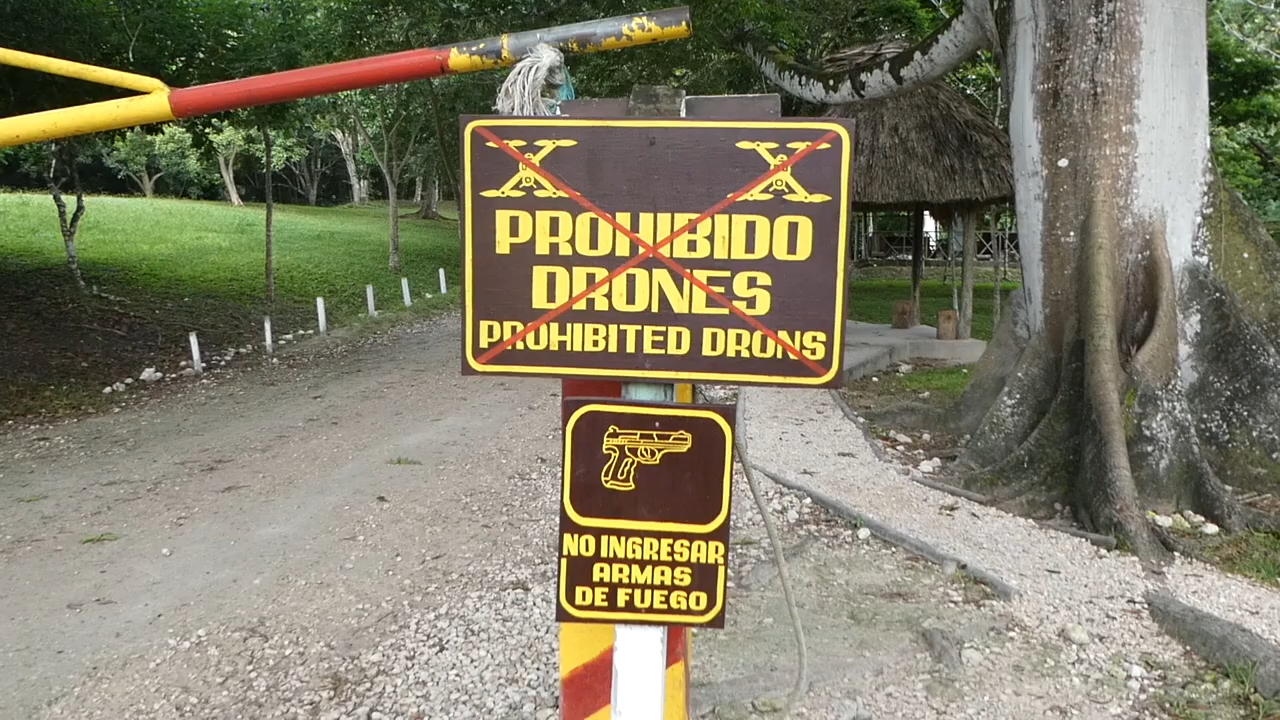 PROHIBIDO
DRONES
PROHIBITED DRONS
NO INGRESAR
ARMAS
DE FUEGO